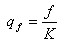 q_f = f/K